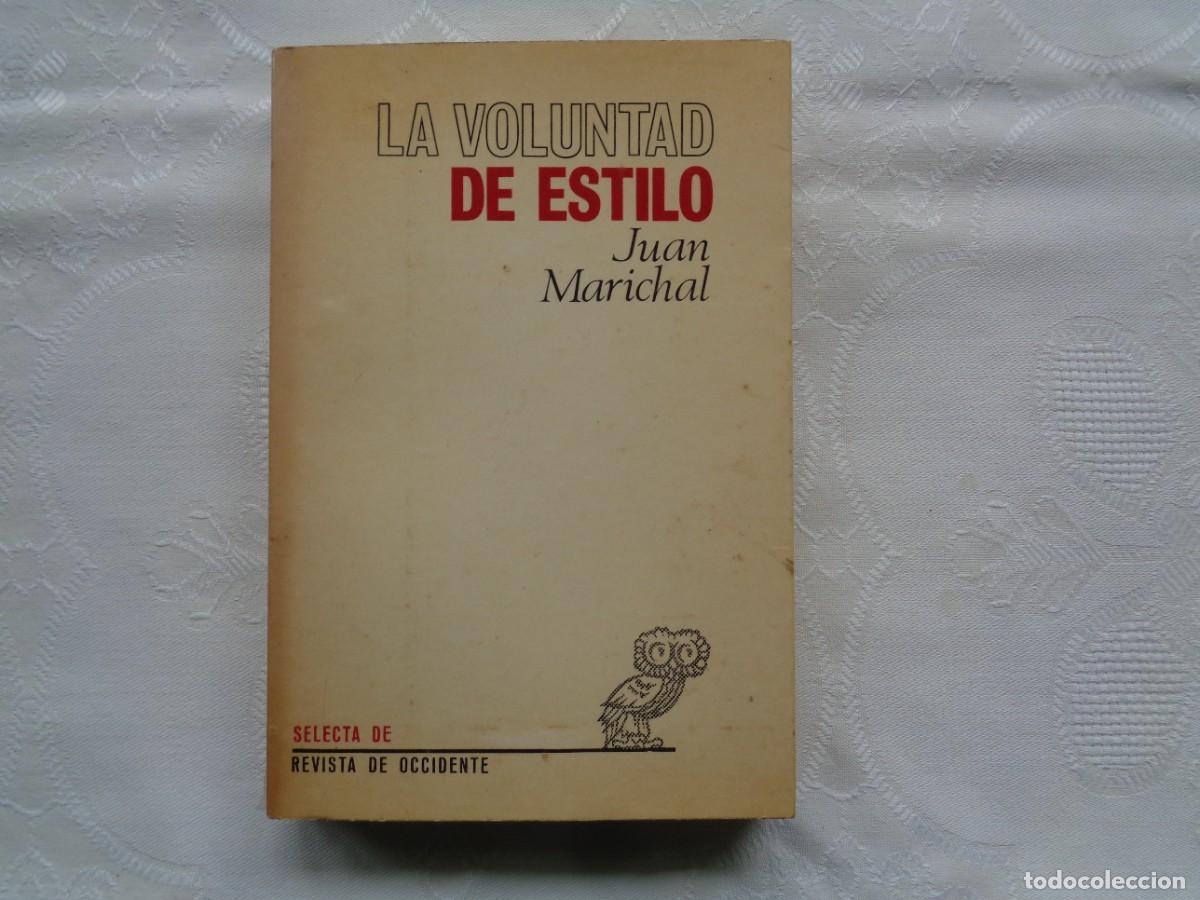 LA VOLUNTAD
DE ESTILO
Juan
Marichal
SELECTA DE
REVISTA DE OCCIDENTE
todocoleccion